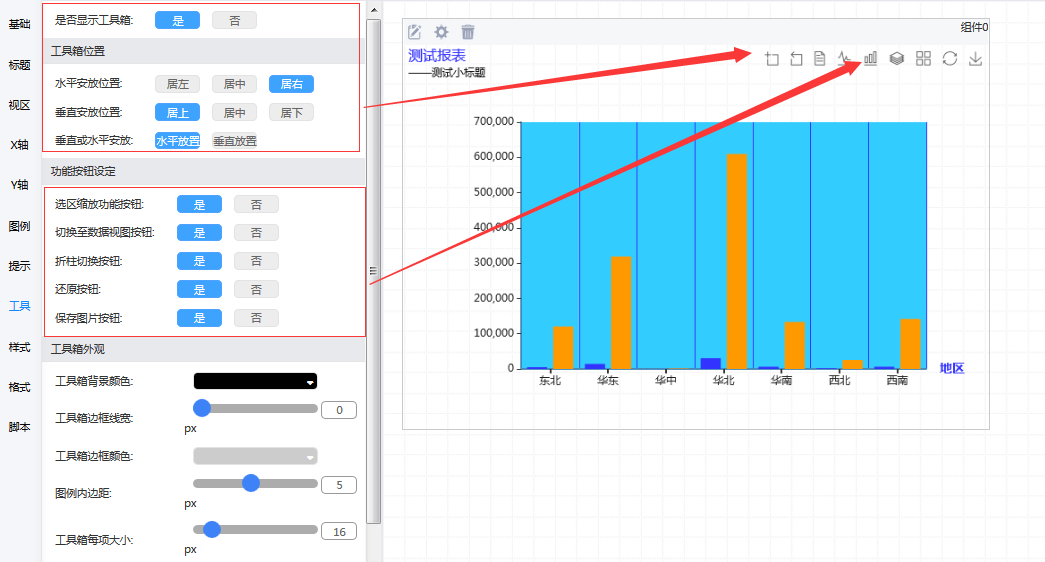 基础
标题
视区
X轴
Y轴
图例
提示
工具
样式
格式
脚本
是否显示工具箱: 是 否
工具箱位置
水平安放位置: 居左 居中 居右
垂直安放位置: 居上 居中 居下
垂直或水平安放: 水平放置 垂直放置
功能按钮设定
选区缩放功能按钮: 是 否
切换至数据视图按钮: 是 否
折柱切换按钮: 是 否
还原按钮: 是 否
保存图片按钮: 是 否
工具箱外观
工具箱背景颜色:
工具箱边框线宽: 0
px
工具箱边框颜色:
图例内边距: 5
px
工具箱每项大小: 16
px
组件0
测试报表
——测试小标题
700,000
600,000
500,000
400,000
300,000
200,000
100,000
0
东北 华东 华中 华北 华南 西北 西南
地区